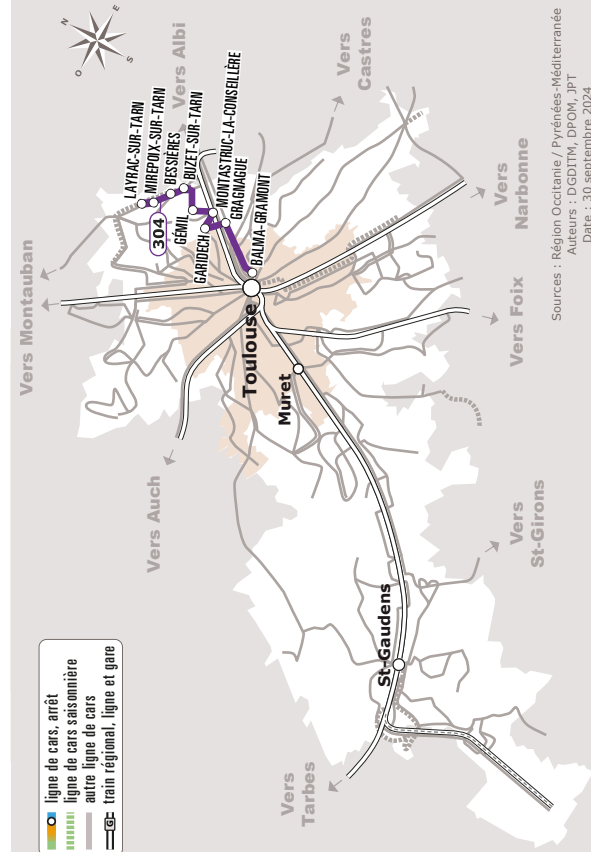 ligne de cars, arrêt
ligne de cars saisonnière
autre ligne de cars
G train régional, ligne et gare
N
E
S
O
Vers Montauban
Vers Albi
Vers
Castres
Vers
Narbonne
Vers Foix
Vers
St-Girons
Vers
Tarbes
Vers Auch
304
LAYRAC-SUR-TARN
MIREPOIX-SUR-TARN
BESSIÈRES
BUZET-SUR-TARN
GÉMIL
MONTASTRUC-LA-CONSEILLÈRE
GARIDECH
GRAGNAGUE
BALMA-GRAMONT
Toulouse
Muret
St-Gaudens
Sources : Région Occitanie / Pyrénées-Méditerranée
Auteurs : DGDITM, DPOM, JPT
Date : 30 septembre 2024